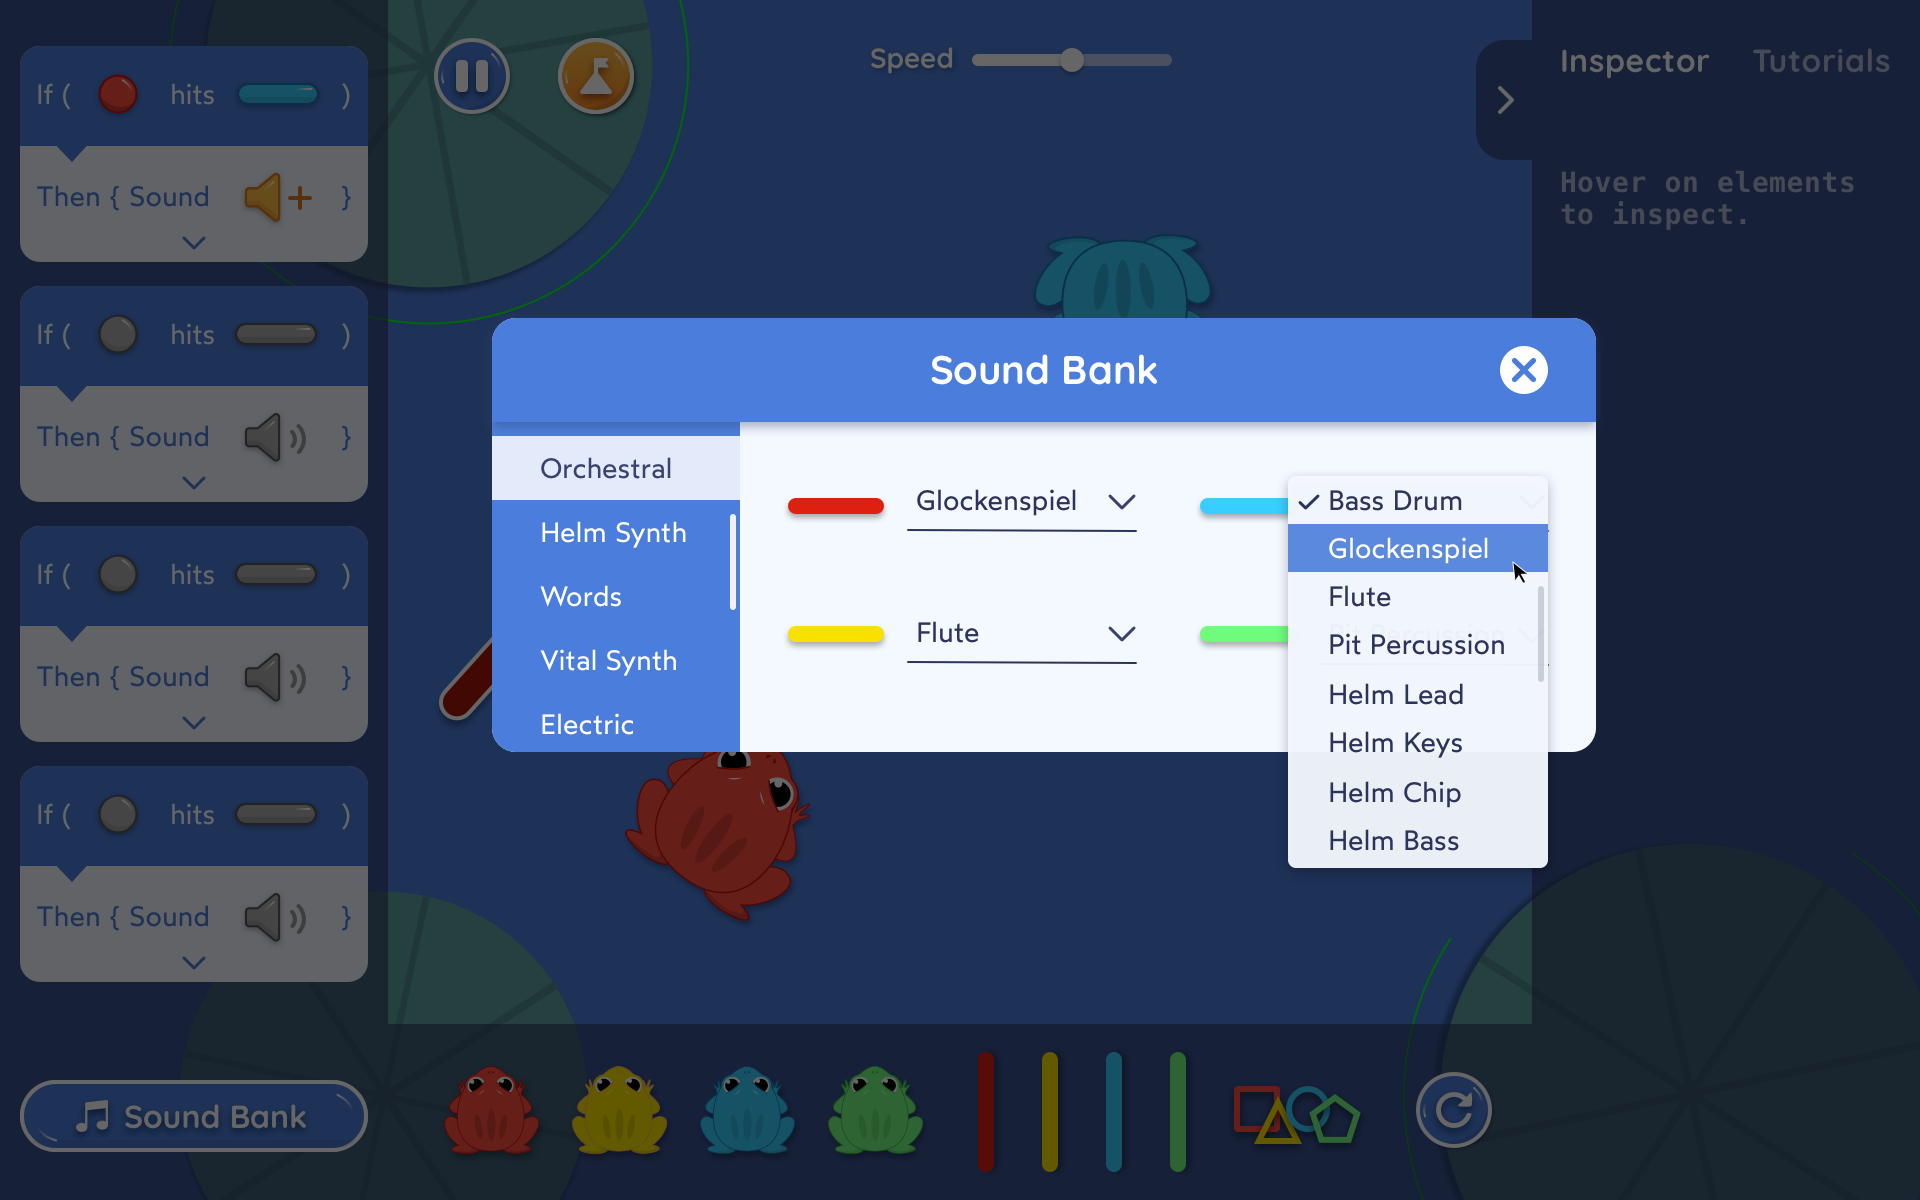 If ( hits )
Then { Sound }
If ( hits )
Then { Sound }
If ( hits )
Then { Sound }
If ( hits )
Then { Sound }
Sound Bank
Speed
Inspector Tutorials
Hover on elements
to inspect.
Sound Bank
Orchestral
Helm Synth
Words
Vital Synth
Electric
Glockenspiel
Flute
Bass Drum
Glockenspiel
Flute
Pit Percussion
Helm Lead
Helm Keys
Helm Chip
Helm Bass